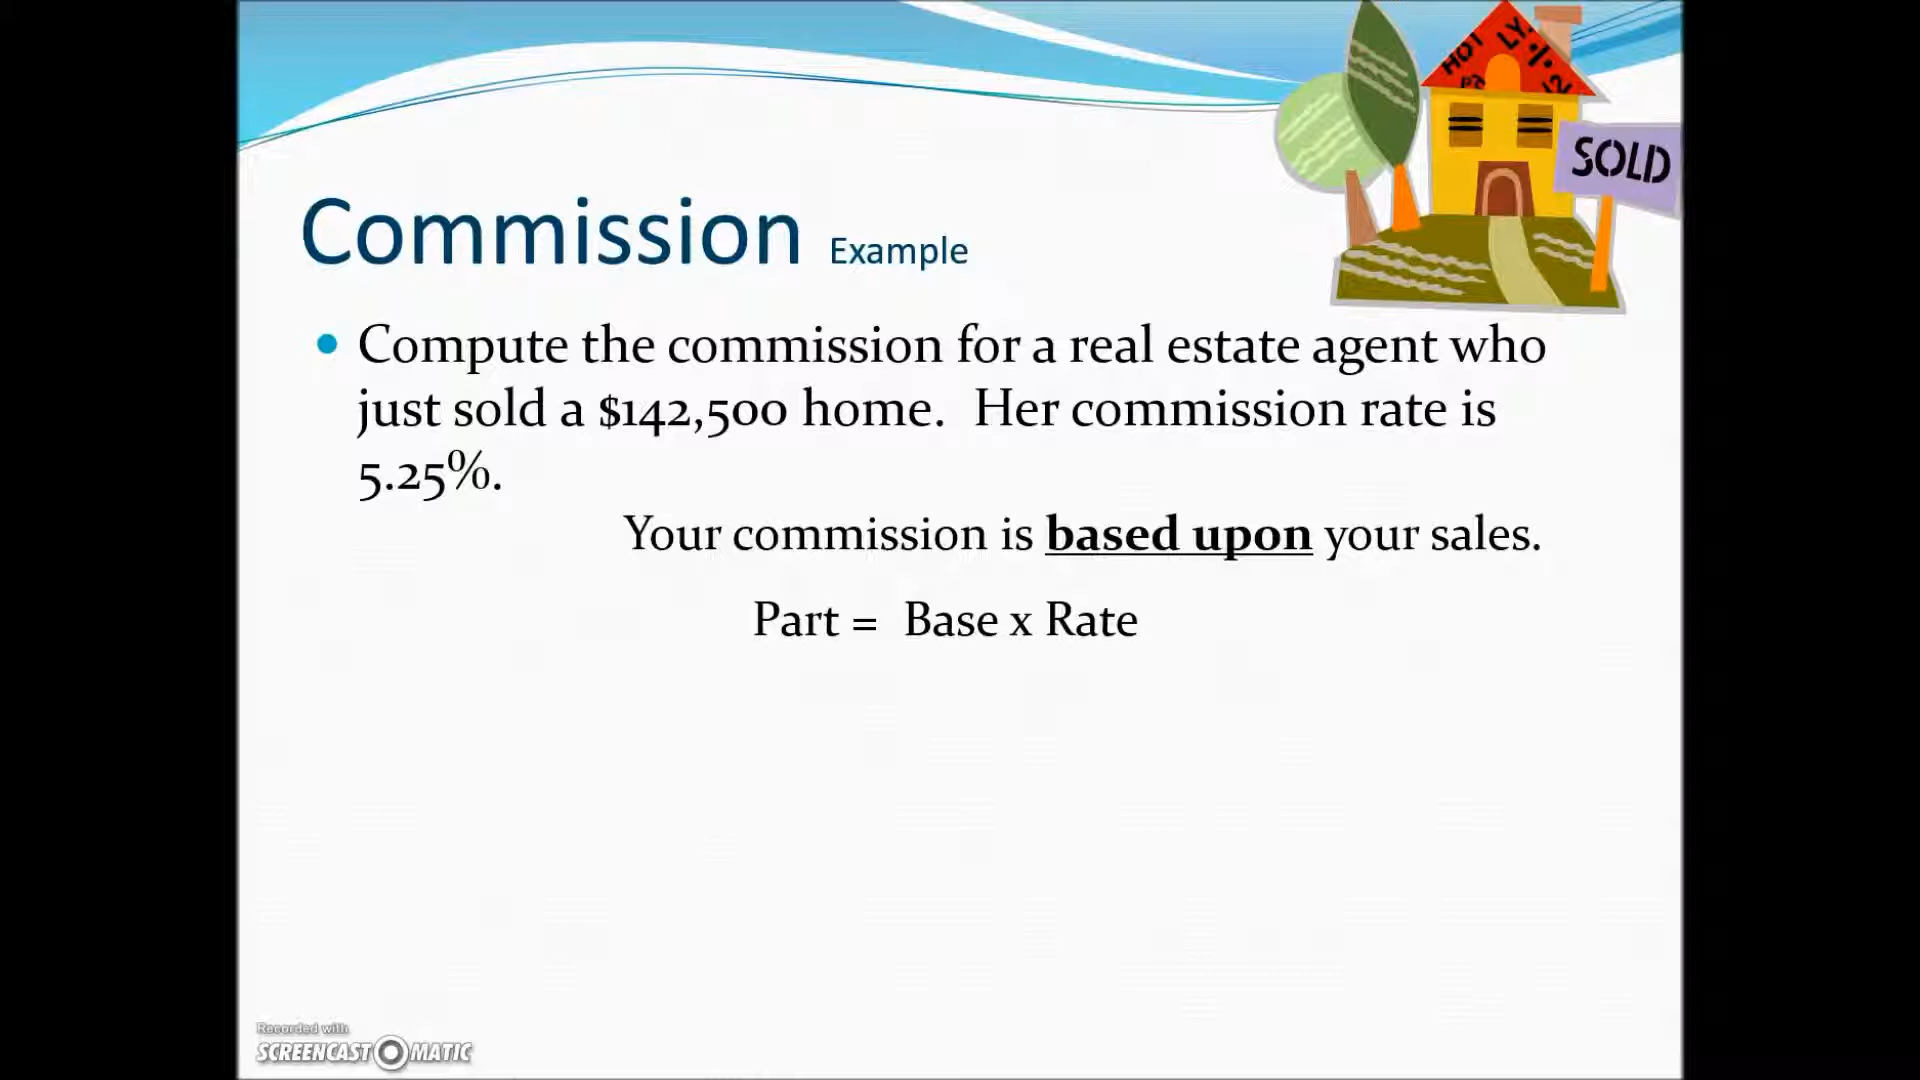 SOLD
Commission Example
Compute the commission for a real estate agent who
just sold a $142,500 home. Her commission rate is
5.25%.
Your commission is based upon your sales.
Part = Base x Rate
Recorded with
SCREENCAST MATIC